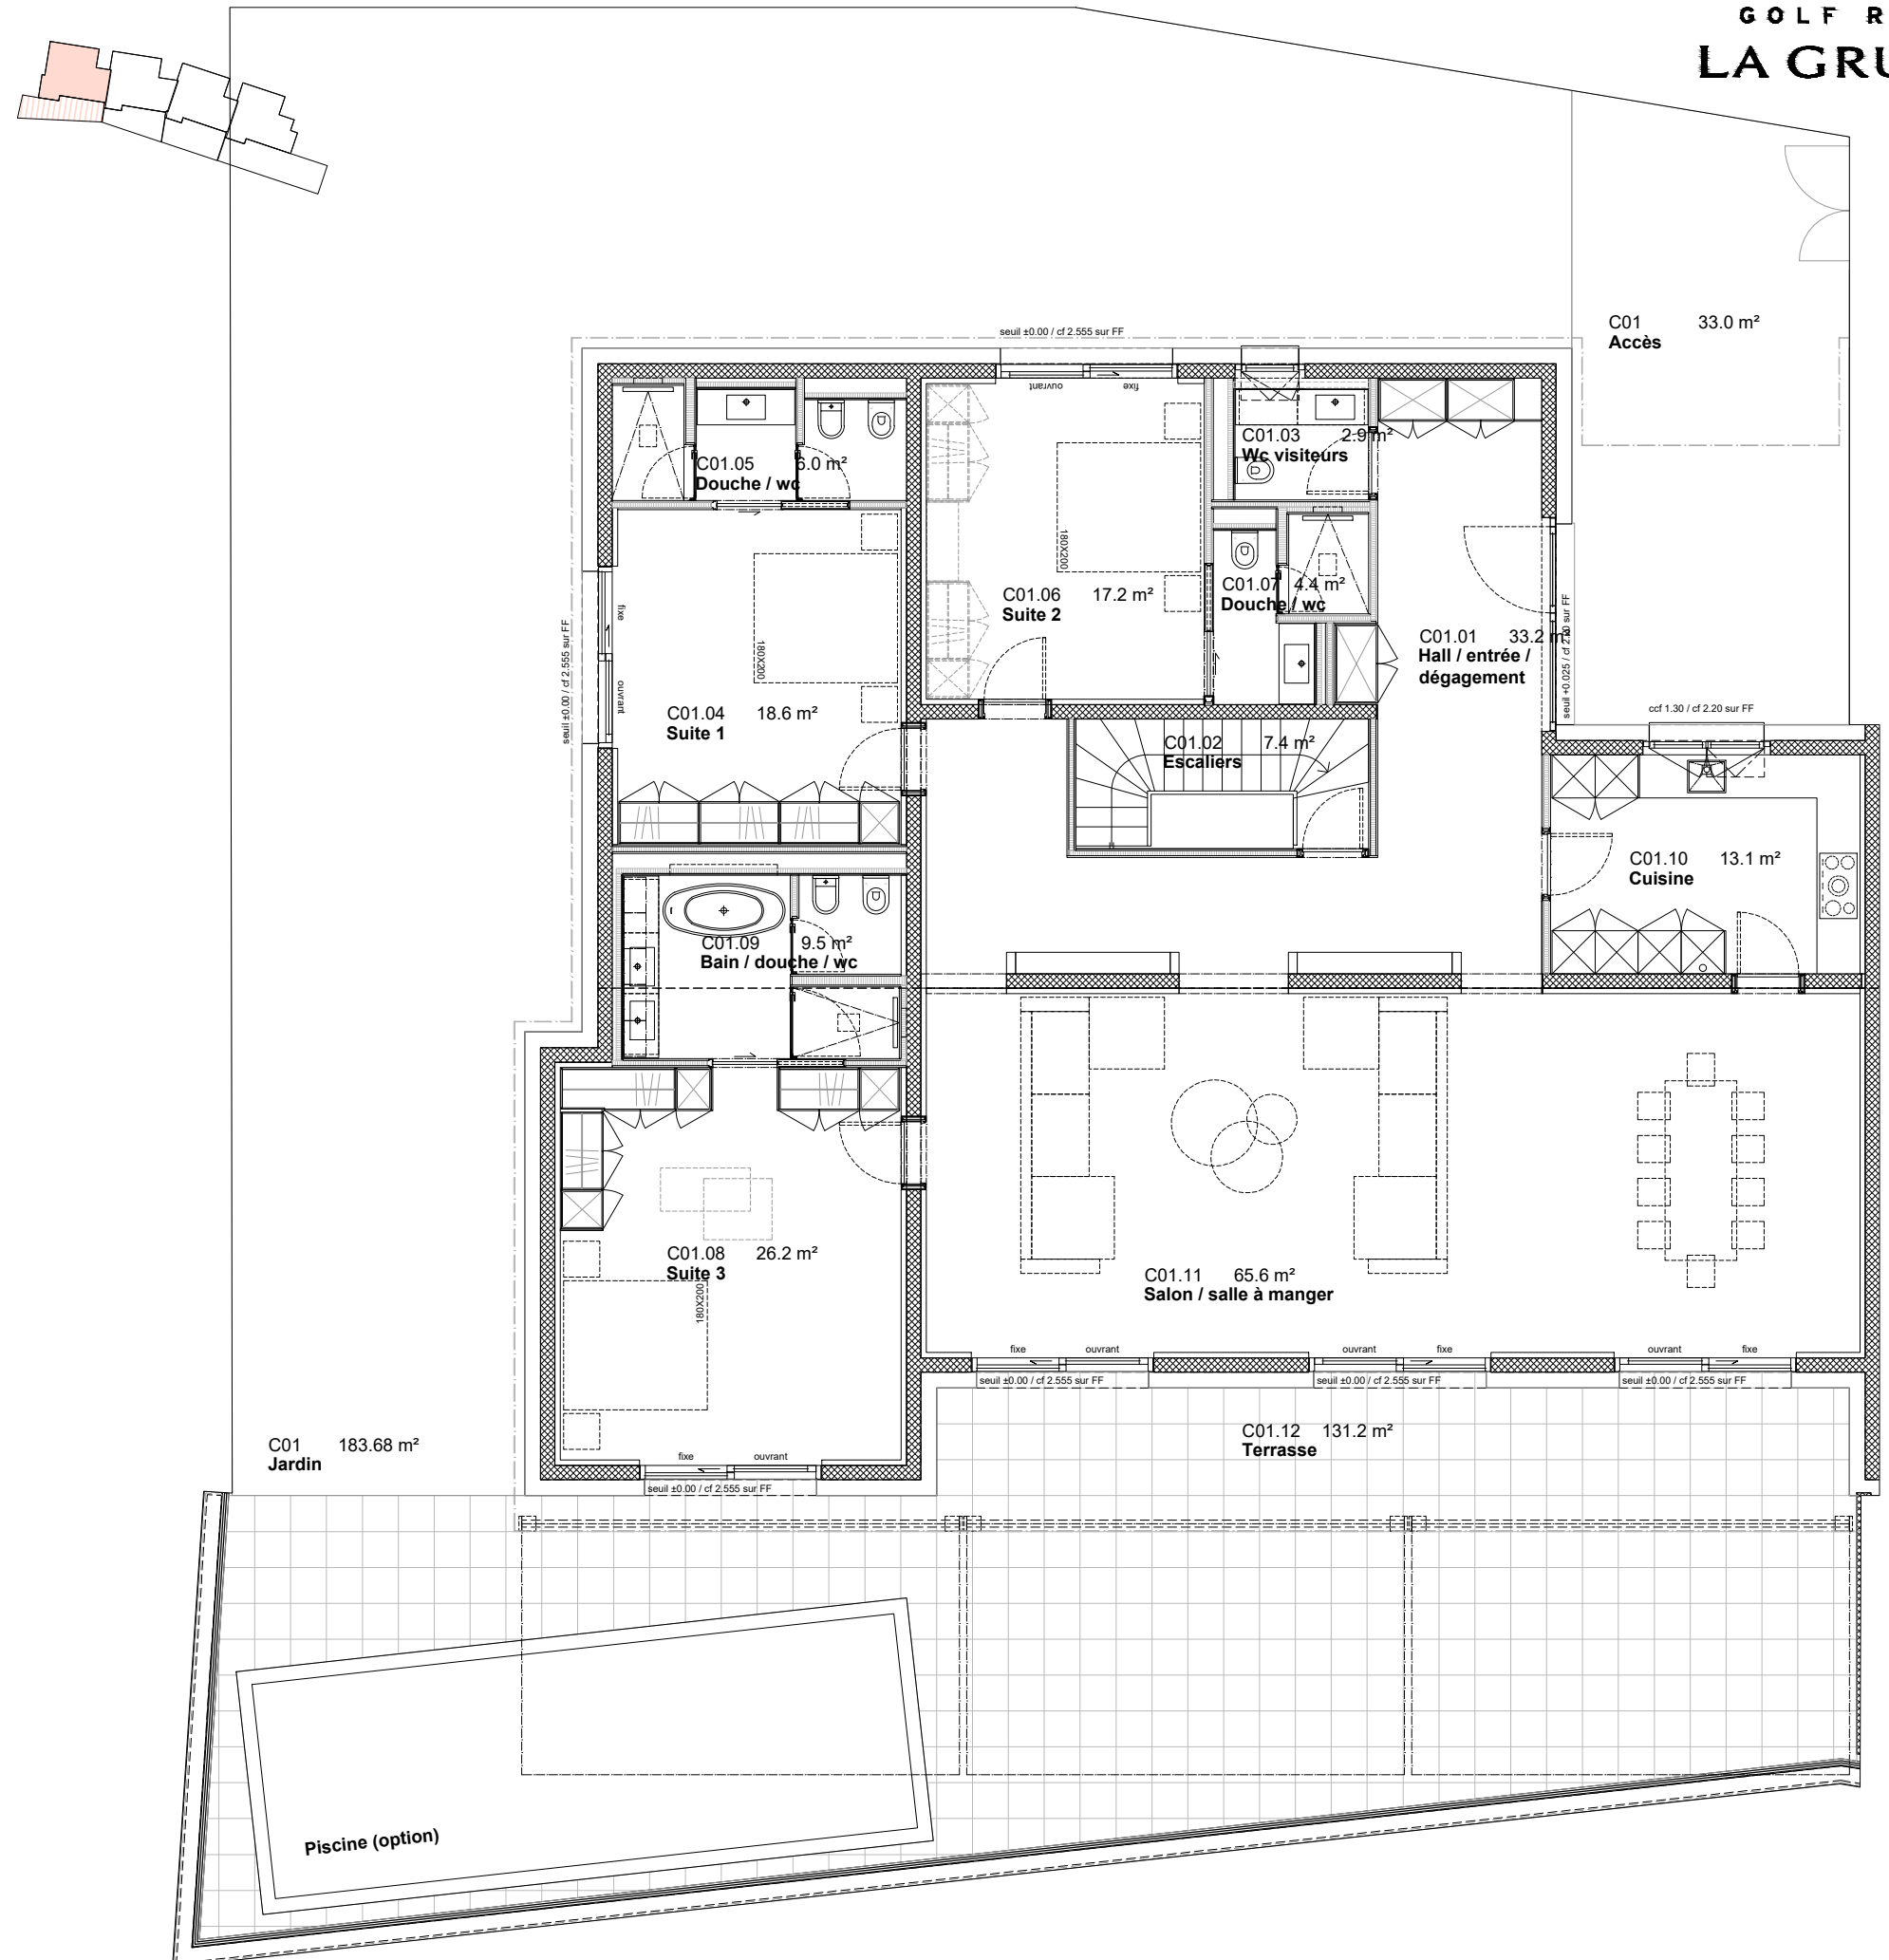 GOLF R
LA GRU
C01 33.0 m²
Accès
seuil ±0.00 / cf 2.555 sur FF
ouvrant fixe
C01.03 2.9 m²
Wc visiteurs
C01.05 6.0 m²
Douche / wc
180X200
C01.06 17.2 m²
Suite 2
C01.07 4.4 m²
Douche / wc
fixe
ouvrant
seuil ±0.00 / cf 2.555 sur FF
180X200
C01.01 33.2 m²
Hall / entrée /
dégagement
C01.04 18.6 m²
Suite 1
ccf 1.30 / cf 2.20 sur FF
C01.02 7.4 m²
Escaliers
C01.10 13.1 m²
Cuisine
C01.09 9.5 m²
Bain / douche / wc
C01.08 26.2 m²
Suite 3
180X200
C01.11 65.6 m²
Salon / salle à manger
fixe ouvrant ouvrant fixe ouvrant fixe
seuil ±0.00 / cf 2.555 sur FF seuil ±0.00 / cf 2.555 sur FF seuil ±0.00 / cf 2.555 sur FF
C01.12 131.2 m²
Terrasse
C01 183.68 m²
Jardin
fixe ouvrant
seuil ±0.00 / cf 2.555 sur FF
Piscine (option)